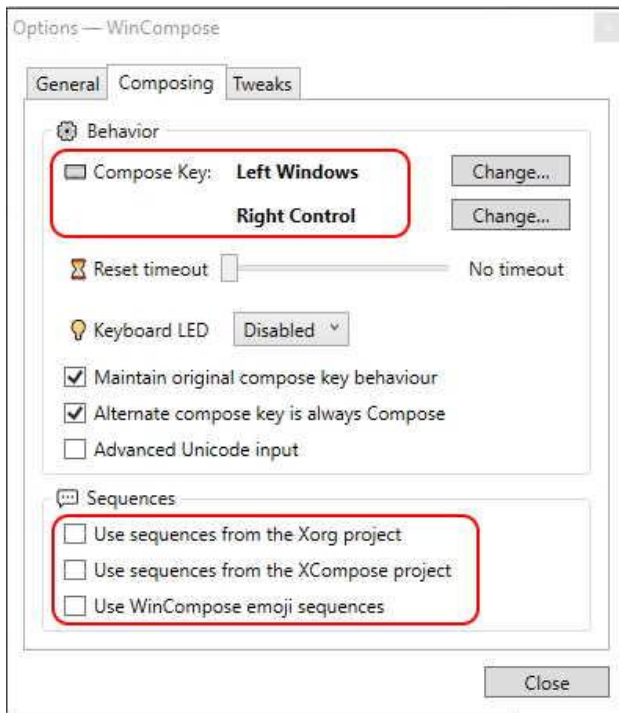 Options — WinCompose
General Composing Tweaks
Behavior
Compose Key: Left Windows Change...
Right Control Change...
Reset timeout No timeout
Keyboard LED Disabled
Maintain original compose key behaviour
Alternate compose key is always Compose
Advanced Unicode input
Sequences
Use sequences from the Xorg project
Use sequences from the XCompose project
Use WinCompose emoji sequences
Close